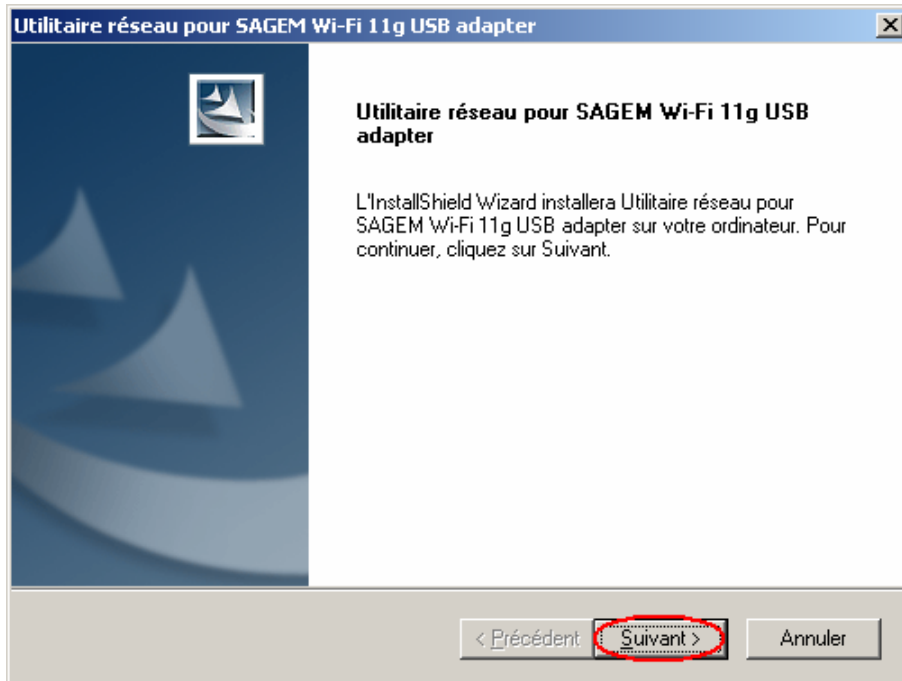 Utilitaire réseau pour SAGEM Wi-Fi 11g USB adapter
Utilitaire réseau pour SAGEM Wi-Fi 11g USB
adapter
L'InstallShield Wizard installera Utilitaire réseau pour
SAGEM Wi-Fi 11g USB adapter sur votre ordinateur. Pour
continuer, cliquez sur Suivant.
< Précédent Suivant > Annuler